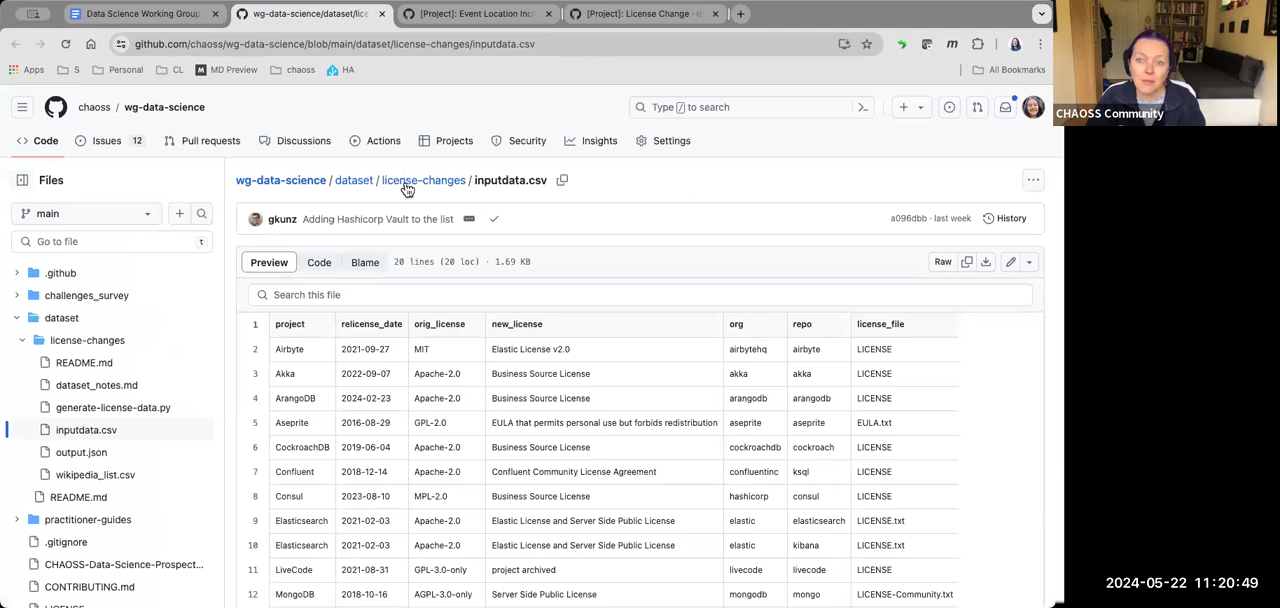 Data Science Working Group
wg-data-science/dataset/lice
[Project]: Event Location Incl
[Project]: License Change · is
github.com/chaoss/wg-data-science/blob/main/dataset/license-changes/inputdata.csv
Apps
S
Personal
CL
MD Preview
chaoss
HA
All Bookmarks
CHAOSS Community
chaoss / wg-data-science
Type / to search
Code
Issues 12
Pull requests
Discussions
Actions
Projects
Security
Insights
Settings
Files
main
Go to file t
.github
challenges_survey
dataset
license-changes
README.md
dataset_notes.md
generate-license-data.py
inputdata.csv
output.json
wikipedia_list.csv
README.md
practitioner-guides
.gitignore
CHAOSS-Data-Science-Prospect...
CONTRIBUTING.md
LICENSE
wg-data-science / dataset / license-changes / inputdata.csv
gkunz Adding Hashicorp Vault to the list
a096dbb · last week History
Preview Code Blame 20 lines (20 loc) · 1.69 KB Raw
Search this file
1 project relicense_date orig_license new_license org repo license_file
2 Airbyte 2021-09-27 MIT Elastic License v2.0 airbytehq airbyte LICENSE
3 Akka 2022-09-07 Apache-2.0 Business Source License akka akka LICENSE
4 ArangoDB 2024-02-23 Apache-2.0 Business Source License arangodb arangodb LICENSE
5 Aseprite 2016-08-29 GPL-2.0 EULA that permits personal use but forbids redistribution aseprite aseprite EULA.txt
6 CockroachDB 2019-06-04 Apache-2.0 Business Source License cockroachdb cockroach LICENSE
7 Confluent 2018-12-14 Apache-2.0 Confluent Community License Agreement confluentinc ksql LICENSE
8 Consul 2023-08-10 MPL-2.0 Business Source License hashicorp consul LICENSE
9 Elasticsearch 2021-02-03 Apache-2.0 Elastic License and Server Side Public License elastic elasticsearch LICENSE.txt
10 Elasticsearch 2021-02-03 Apache-2.0 Elastic License and Server Side Public License elastic kibana LICENSE.txt
11 LiveCode 2021-08-31 GPL-3.0-only project archived livecode livecode LICENSE
12 MongoDB 2018-10-16 AGPL-3.0-only Server Side Public License mongodb mongo LICENSE-Community.txt
2024-05-22 11:20:49